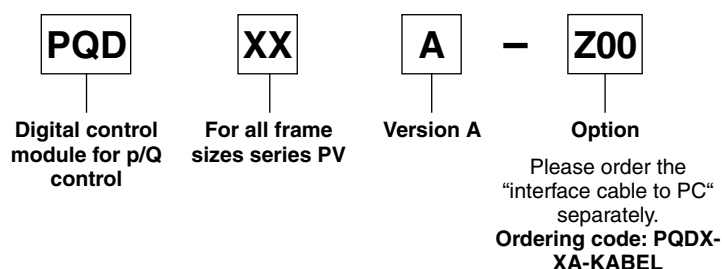 PQD XX A – Z00
Digital control
module for p/Q
control
For all frame
sizes series PV
Version A
Option
Please order the
“interface cable to PC“
separately.
Ordering code: PQDX-
XA-KABEL